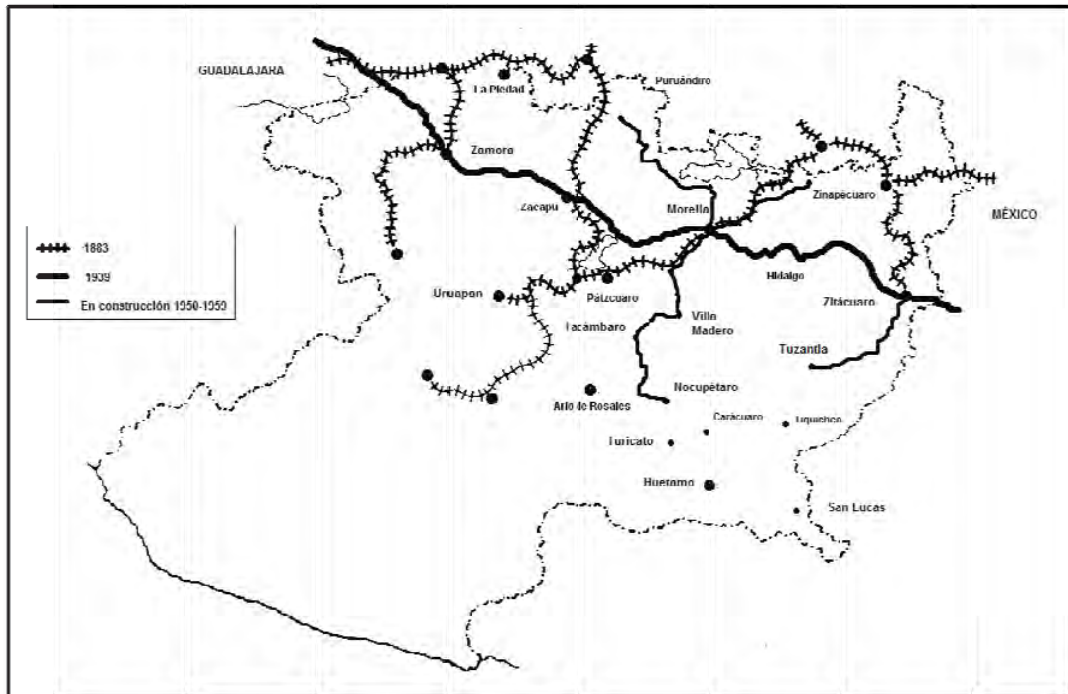 GUADALAJARA
La Piedad
Puruándiro
Zamora
Zacapu
Morelia
Zinapécuaro
MÉXICO
1883
1939
En construcción 1950-1959
Uruapan
Pátzcuaro
Hidalgo
Zitácuaro
Tacámbaro
Villa
Madero
Tuzantla
Nocupétaro
Ario de Rosales
Carácuaro
Turicato
Huetamo
San Lucas